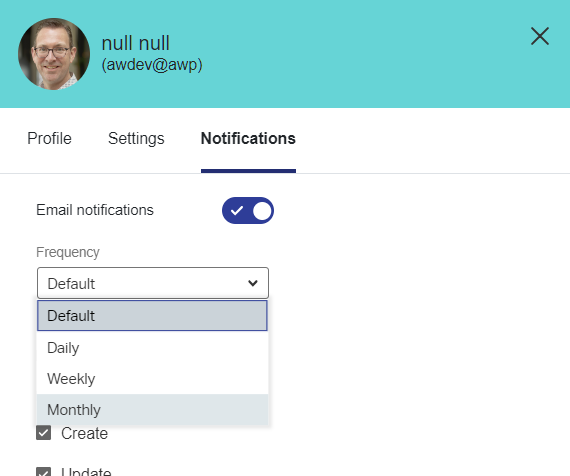 null null
(awdev@awp)
Profile Settings Notifications
Email notifications
Frequency
Default
Default
Daily
Weekly
Monthly
Create
Update